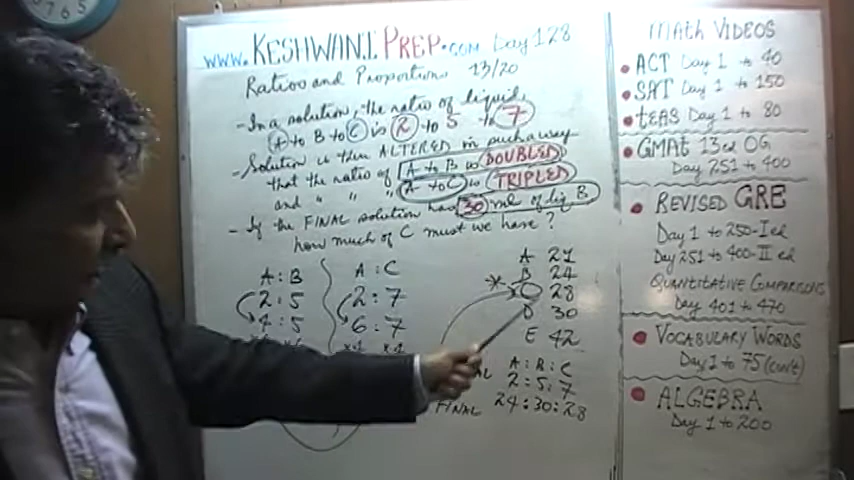 www.KESHWANIPREP.com Day 128
Ratios and Proportions 13/20
- In a solution, the ratio of liquids
A to B to C is 2 to 5 to 7
- Solution is then ALTERED in such a way
that the ratio of A to B is DOUBLED
and " " " A to C is TRIPLED
- If the FINAL solution has 30 ml of liq B
how much of C must we have?
A : B
2 : 5
4 : 5
A : C
2 : 7
6 : 7
A 21
B 24
C 28
D 30
E 42
A : B : C
2 : 5 : 7
FINAL 24 : 30 : 28
MATH VIDEOS
ACT Day 1 to 40
SAT Day 1 to 150
TEAS Day 1 to 80
GMAT 13 ed OG
Day 251 to 400
REVISED GRE
Day 1 to 250 - I ed
Day 251 to 400 - II ed
QUANTITATIVE COMPARISONS
Day 401 to 470
VOCABULARY WORDS
Day 1 to 75 (con't)
ALGEBRA
Day 1 to 200